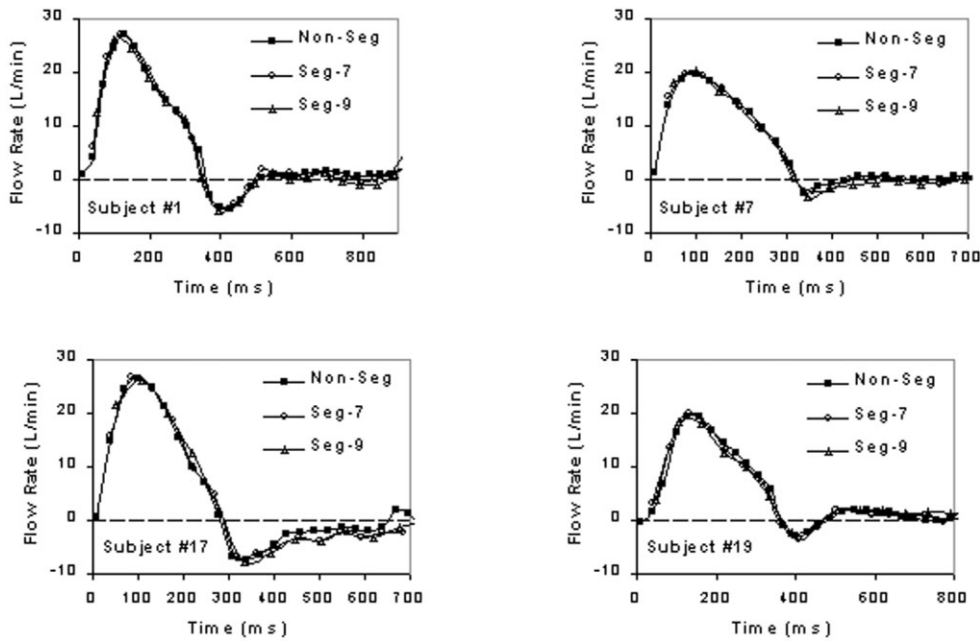 Flow Rate (L/min)
30
20
10
0
-10
Non-Seg
Seg-7
Seg-9
Subject #1
0 200 400 600 800
Time (ms)
Flow Rate (L/min)
30
20
10
0
-10
Non-Seg
Seg-7
Seg-9
Subject #7
0 100 200 300 400 500 600 700
Time (ms)
Flow Rate (L/min)
30
20
10
0
-10
Non-Seg
Seg-7
Seg-9
Subject #17
0 100 200 300 400 500 600 700
Time (ms)
Flow Rate (L/min)
30
20
10
0
-10
Non-Seg
Seg-7
Seg-9
Subject #19
0 200 400 600 800
Time (ms)